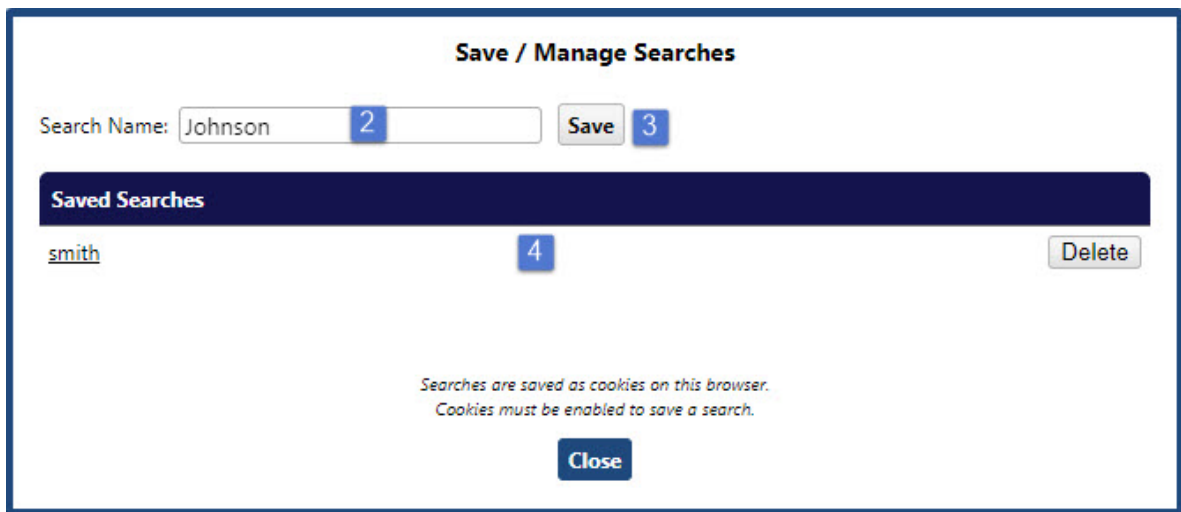 Save / Manage Searches
Search Name: Johnson 2 Save 3
Saved Searches
smith 4 Delete
Searches are saved as cookies on this browser.
Cookies must be enabled to save a search.
Close